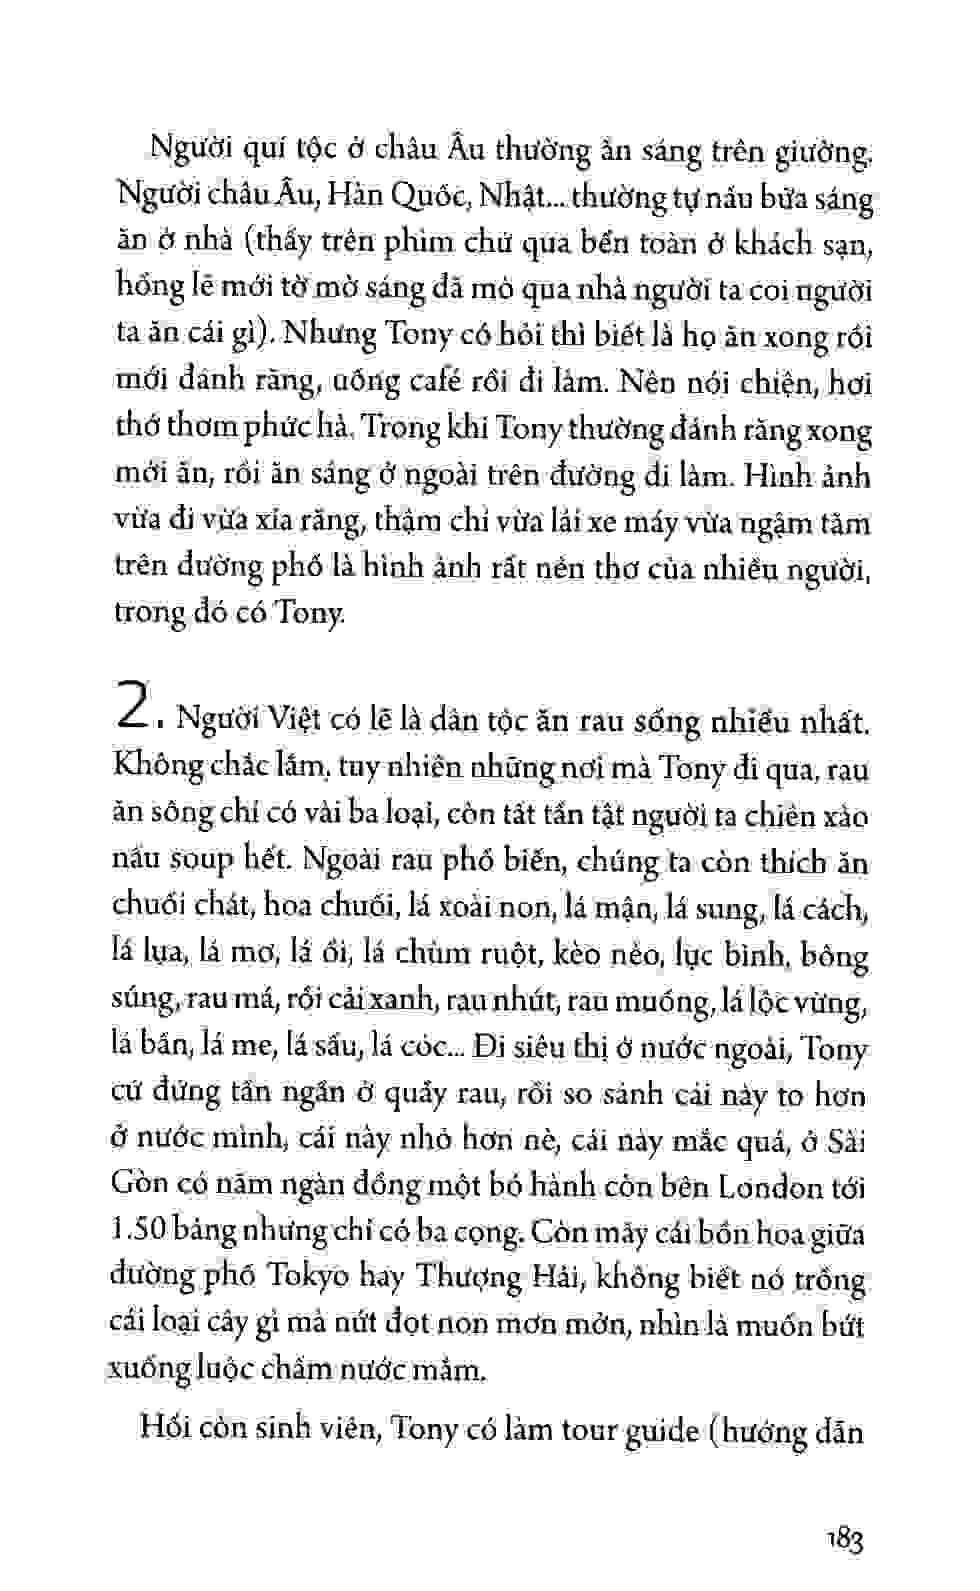 Người quí tộc ở châu Âu thường ăn sáng trên giường.
Người châu Âu, Hàn Quốc, Nhật... thường tự nấu bữa sáng
ăn ở nhà (thấy trên phim chứ qua bển toàn ở khách sạn,
hổng lẽ mới tờ mờ sáng đã mò qua nhà người ta coi người
ta ăn cái gì). Nhưng Tony có hỏi thì biết là họ ăn xong rồi
mới đánh răng, uống café rồi đi làm. Nên nói chiện, hơi
thở thơm phức hà. Trong khi Tony thường đánh răng xong
mới ăn, rồi ăn sáng ở ngoài trên đường đi làm. Hình ảnh
vừa đi vừa xỉa răng, thậm chí vừa lái xe máy vừa ngậm tăm
trên đường phố là hình ảnh rất nên thơ của nhiều người,
trong đó có Tony.
2. Người Việt có lẽ là dân tộc ăn rau sống nhiều nhất.
Không chắc lắm, tuy nhiên những nơi mà Tony đi qua, rau
ăn sống chỉ có vài ba loại, còn tất tần tật người ta chiên xào
nấu soup hết. Ngoài rau phổ biến, chúng ta còn thích ăn
chuối chát, hoa chuối, lá xoài non, lá mận, lá sung, lá cách,
lá lụa, lá mơ, lá ổi, lá chùm ruột, kèo nèo, lục bình, bông
súng, rau má, rồi cải xanh, rau nhút, rau muống, lá lộc vừng,
lá bần, lá me, lá sầu, lá cóc... Đi siêu thị ở nước ngoài, Tony
cứ đứng tần ngần ở quầy rau, rồi so sánh cái này to hơn
ở nước mình, cái này nhỏ hơn nè, cái này mắc quá, ở Sài
Gòn có năm ngàn đồng một bó hành còn bên London tới
1.50 bảng nhưng chỉ có ba cọng. Còn mấy cái bồn hoa giữa
đường phố Tokyo hay Thượng Hải, không biết nó trồng
cái loại cây gì mà nứt đọt non mơn mởn, nhìn là muốn bứt
xuống luộc chấm nước mắm.
Hồi còn sinh viên, Tony có làm tour guide (hướng dẫn
183